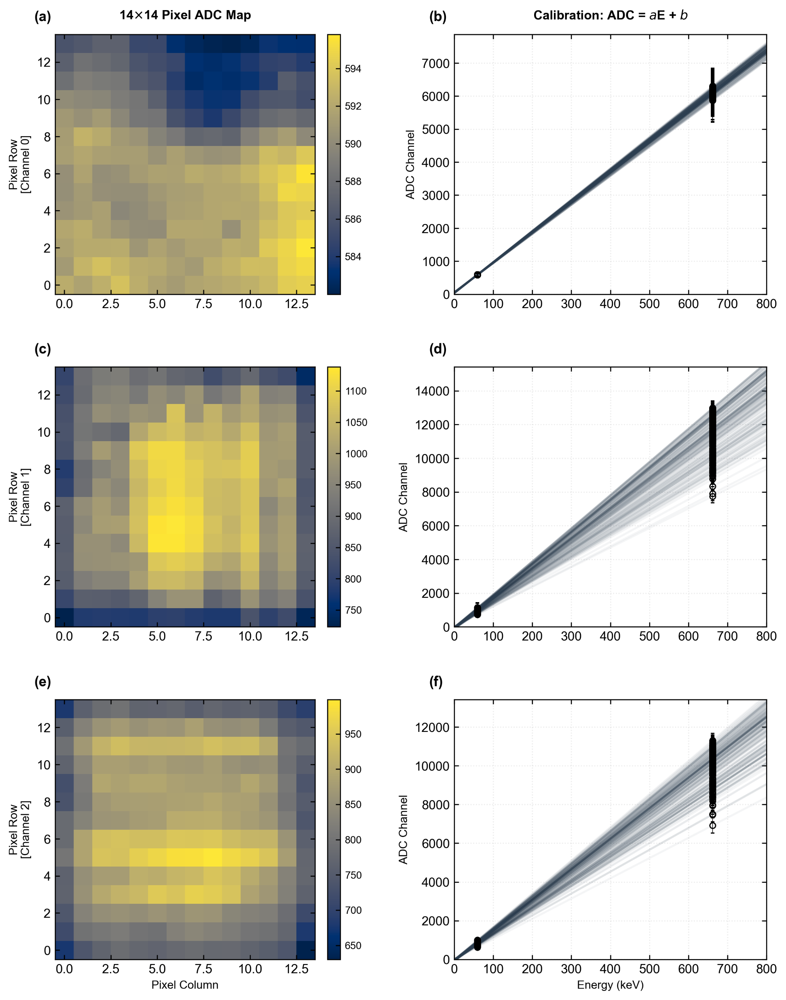 (a)
14×14 Pixel ADC Map
12
10
8
6
4
2
0
0.0 2.5 5.0 7.5 10.0 12.5
Pixel Row
[Channel 0]
594
592
590
588
586
584
(b)
Calibration: ADC = aE + b
7000
6000
5000
4000
3000
2000
1000
0
0 100 200 300 400 500 600 700 800
ADC Channel
(c)
12
10
8
6
4
2
0
0.0 2.5 5.0 7.5 10.0 12.5
Pixel Row
[Channel 1]
1100
1050
1000
950
900
850
800
750
(d)
14000
12000
10000
8000
6000
4000
2000
0
0 100 200 300 400 500 600 700 800
ADC Channel
(e)
12
10
8
6
4
2
0
0.0 2.5 5.0 7.5 10.0 12.5
Pixel Row
[Channel 2]
Pixel Column
950
900
850
800
750
700
650
(f)
12000
10000
8000
6000
4000
2000
0
0 100 200 300 400 500 600 700 800
ADC Channel
Energy (keV)